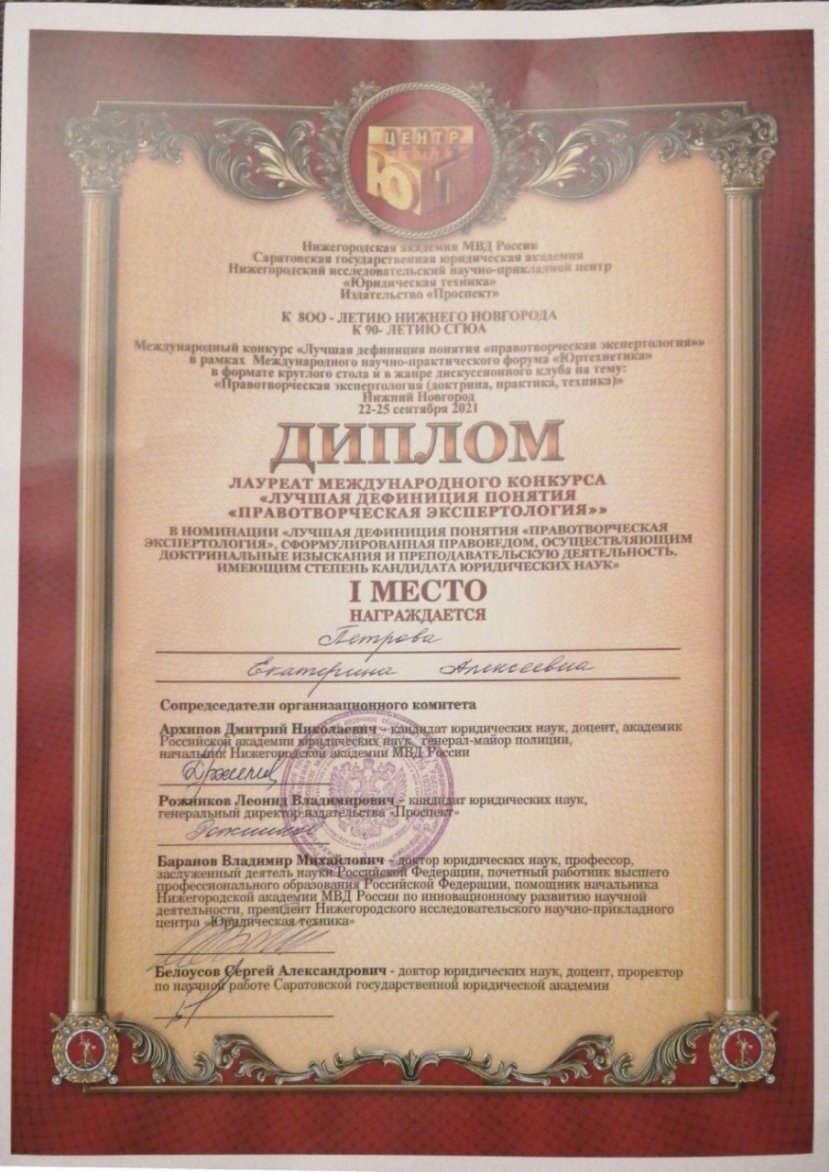 ЦЕНТР
Нижегородская академия МВД России
Саратовская государственная юридическая академия
Нижегородский исследовательский научно-прикладной центр
«Юридическая техника»
Издательство «Проспект»
К 800 - ЛЕТИЮ НИЖНЕГО НОВГОРОДА
К 90- ЛЕТИЮ СГЮА
Международный конкурс «Лучшая дефиниция понятия «правотворческая экспертология»»
в рамках Международного научно-практического форума «Юртехнетика»
в формате круглого стола и в жанре дискуссионного клуба на тему:
«Правотворческая экспертология (доктрина, практика, техника)»
Нижний Новгород
22-25 сентября 2021
ДИПЛОМ
ЛАУРЕАТ МЕЖДУНАРОДНОГО КОНКУРСА
«ЛУЧШАЯ ДЕФИНИЦИЯ ПОНЯТИЯ
«ПРАВОТВОРЧЕСКАЯ ЭКСПЕРТОЛОГИЯ»»
В НОМИНАЦИИ «ЛУЧШАЯ ДЕФИНИЦИЯ ПОНЯТИЯ «ПРАВОТВОРЧЕСКАЯ
ЭКСПЕРТОЛОГИЯ», СФОРМУЛИРОВАННАЯ ПРАВОВЕДОМ, ОСУЩЕСТВЛЯЮЩИМ
ДОКТРИНАЛЬНЫЕ ИЗЫСКАНИЯ И ПРЕПОДАВАТЕЛЬСКУЮ ДЕЯТЕЛЬНОСТЬ,
ИМЕЮЩИМ СТЕПЕНЬ КАНДИДАТА ЮРИДИЧЕСКИХ НАУК»
I МЕСТО
НАГРАЖДАЕТСЯ
Петрова
Екатерина Алексеевна
Сопредседатели организационного комитета
Архипов Дмитрий Николаевич - кандидат юридических наук, доцент, академик
Российской академии юридических наук, генерал-майор полиции,
начальник Нижегородской академии МВД России
Рожников Леонид Владимирович - кандидат юридических наук,
генеральный директор издательства «Проспект»
Баранов Владимир Михайлович - доктор юридических наук, профессор,
заслуженный деятель науки Российской Федерации, почетный работник высшего
профессионального образования Российской Федерации, помощник начальника
Нижегородской академии МВД России по инновационному развитию научной
деятельности, президент Нижегородского исследовательского научно-прикладного
центра «Юридическая техника»
Белоусов Сергей Александрович - доктор юридических наук, доцент, проректор
по научной работе Саратовской государственной юридической академии